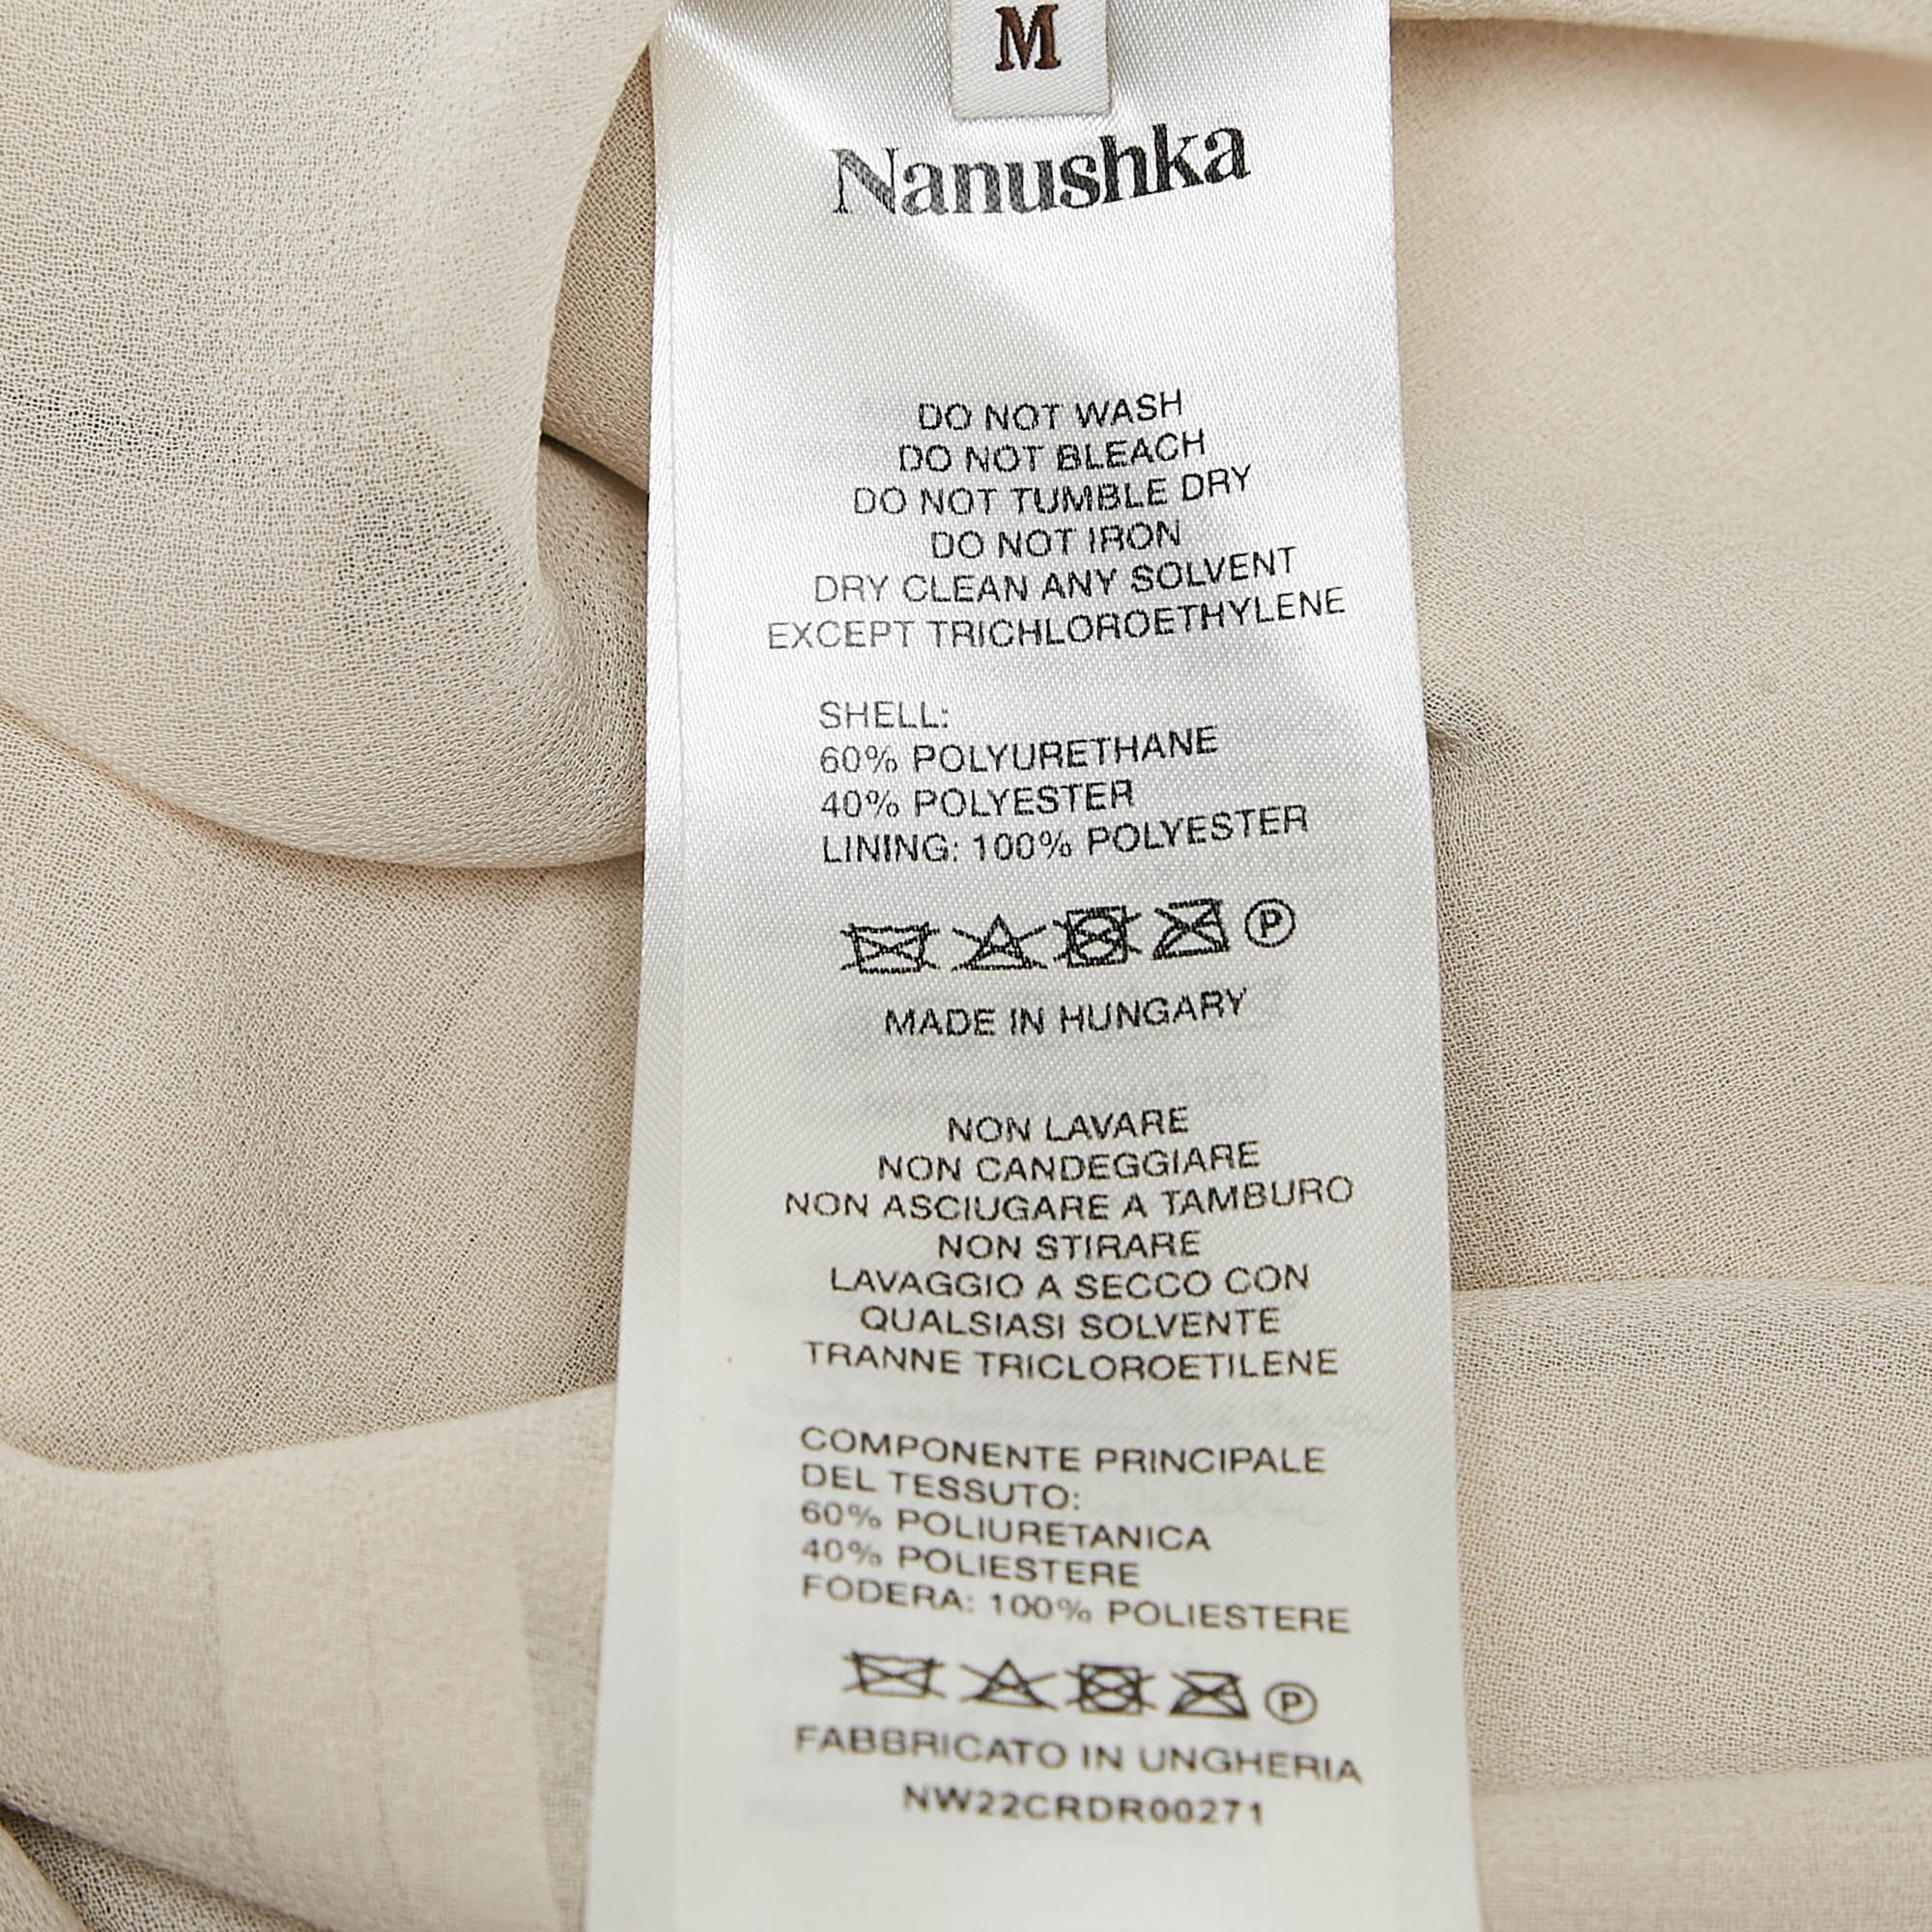 M
Nanushka
DO NOT WASH
DO NOT BLEACH
DO NOT TUMBLE DRY
DO NOT IRON
DRY CLEAN ANY SOLVENT
EXCEPT TRICHLOROETHYLENE
SHELL:
60% POLYURETHANE
40% POLYESTER
LINING: 100% POLYESTER
P
MADE IN HUNGARY
NON LAVARE
NON CANDEGGIARE
NON ASCIUGARE A TAMBURO
NON STIRARE
LAVAGGIO A SECCO CON
QUALSIASI SOLVENTE
TRANNE TRICLOROETILENE
COMPONENTE PRINCIPALE
DEL TESSUTO:
60% POLIURETANICA
40% POLIESTERE
FODERA: 100% POLIESTERE
P
FABBRICATO IN UNGHERIA
NW22CRDR00271